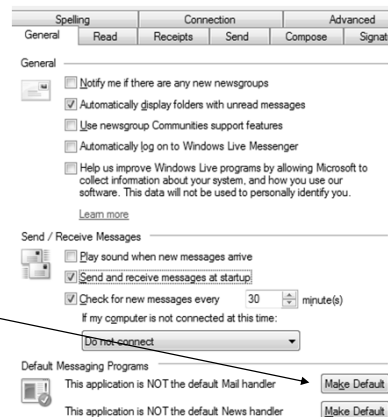 Spelling Connection Advanced
General Read Receipts Send Compose Signat
General
Notify me if there are any new newsgroups
Automatically display folders with unread messages
Use newsgroup Communities support features
Automatically log on to Windows Live Messenger
Help us improve Windows Live programs by allowing Microsoft to
collect information about your system, and how you use our
software. This data will not be used to personally identify you.
Learn more
Send / Receive Messages
Play sound when new messages arrive
Send and receive messages at startup
Check for new messages every 30 minute(s)
If my computer is not connected at this time:
Do not connect
Default Messaging Programs
This application is NOT the default Mail handler Make Default
This application is NOT the default News handler Make Default